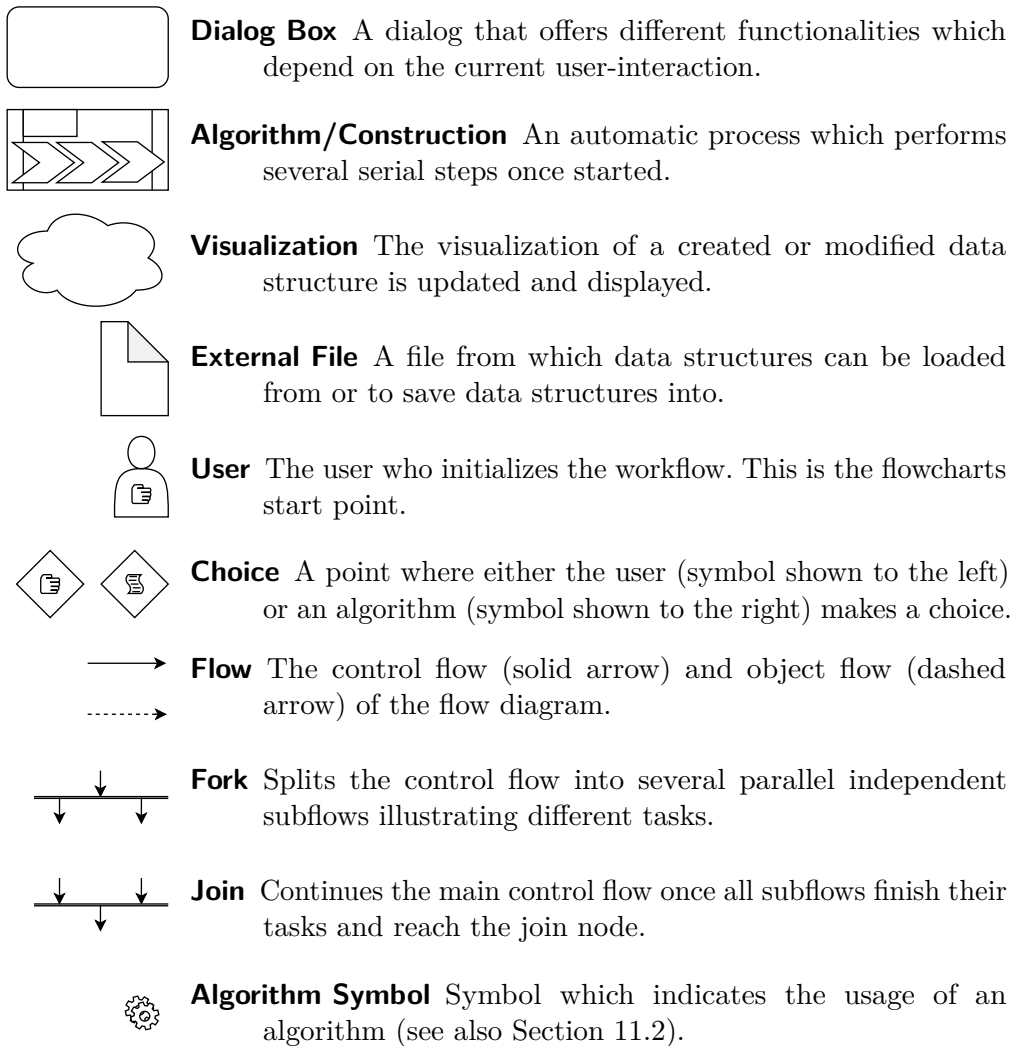 Dialog Box A dialog that offers different functionalities which
depend on the current user-interaction.
Algorithm/Construction An automatic process which performs
several serial steps once started.
Visualization The visualization of a created or modified data
structure is updated and displayed.
External File A file from which data structures can be loaded
from or to save data structures into.
User The user who initializes the workflow. This is the flowcharts
start point.
Choice A point where either the user (symbol shown to the left)
or an algorithm (symbol shown to the right) makes a choice.
Flow The control flow (solid arrow) and object flow (dashed
arrow) of the flow diagram.
Fork Splits the control flow into several parallel independent
subflows illustrating different tasks.
Join Continues the main control flow once all subflows finish their
tasks and reach the join node.
Algorithm Symbol Symbol which indicates the usage of an
algorithm (see also Section 11.2).